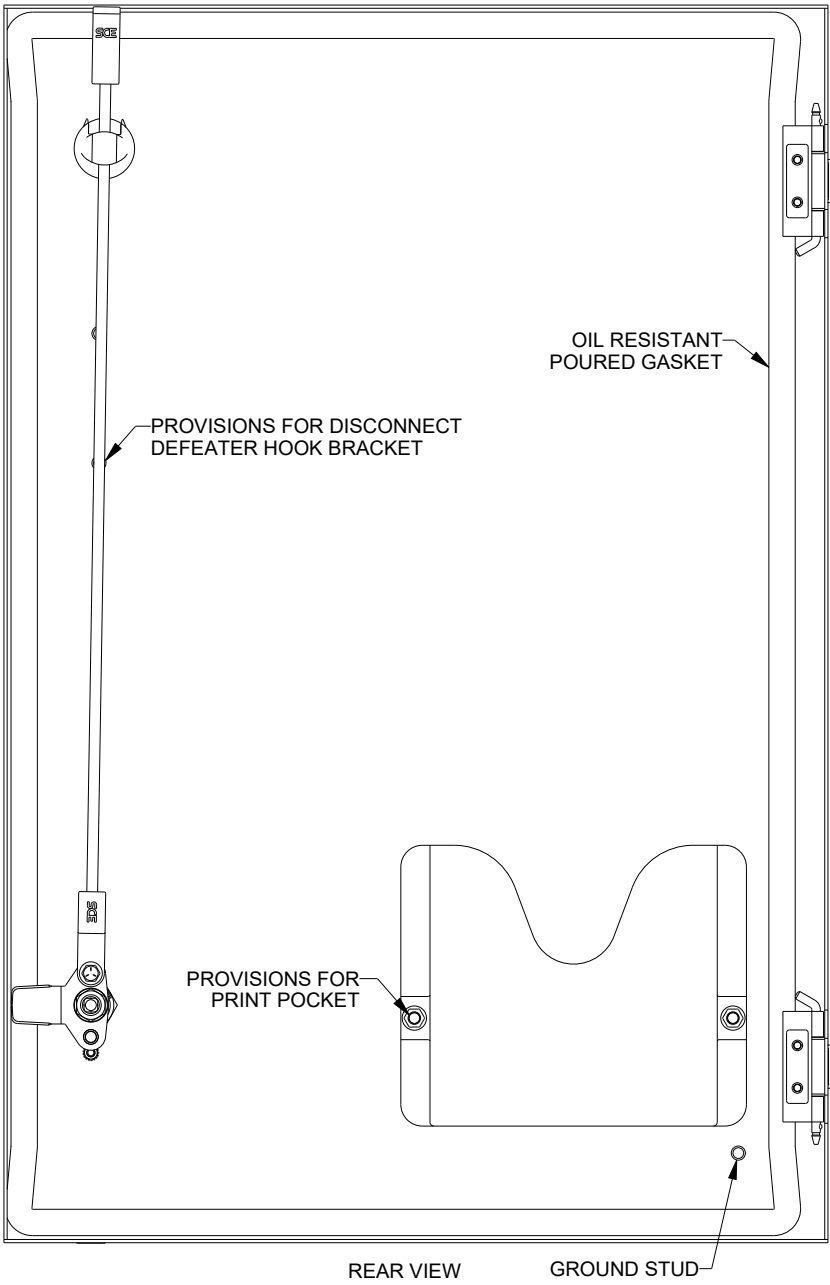 SCE
OIL RESISTANT
POURED GASKET
PROVISIONS FOR DISCONNECT
DEFEATER HOOK BRACKET
SCE
PROVISIONS FOR
PRINT POCKET
REAR VIEW
GROUND STUD